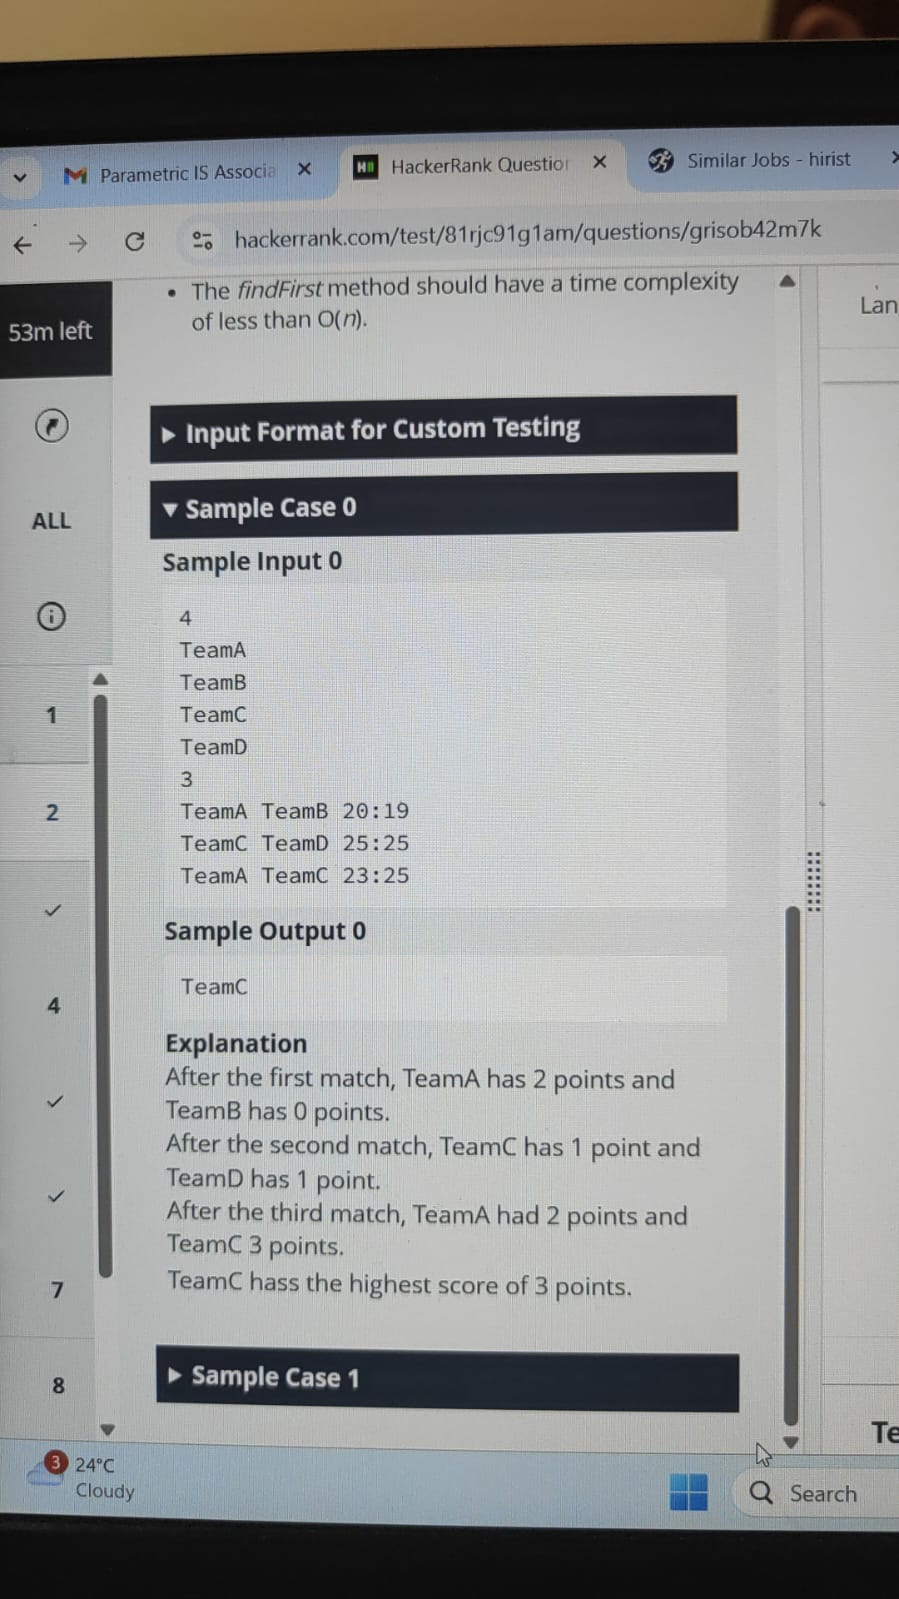 Parametric IS Associa
HackerRank Question
Similar Jobs - hirist
hackerrank.com/test/81rjc91g1am/questions/grisob42m7k
53m left
ALL
1
2
4
7
8
• The findFirst method should have a time complexity
of less than O(n).
Lan
▶ Input Format for Custom Testing
▼ Sample Case 0
Sample Input 0
4
TeamA
TeamB
TeamC
TeamD
3
TeamA TeamB 20:19
TeamC TeamD 25:25
TeamA TeamC 23:25
Sample Output 0
TeamC
Explanation
After the first match, TeamA has 2 points and
TeamB has 0 points.
After the second match, TeamC has 1 point and
TeamD has 1 point.
After the third match, TeamA had 2 points and
TeamC 3 points.
TeamC hass the highest score of 3 points.
▶ Sample Case 1
Te
3
24°C
Cloudy
Search